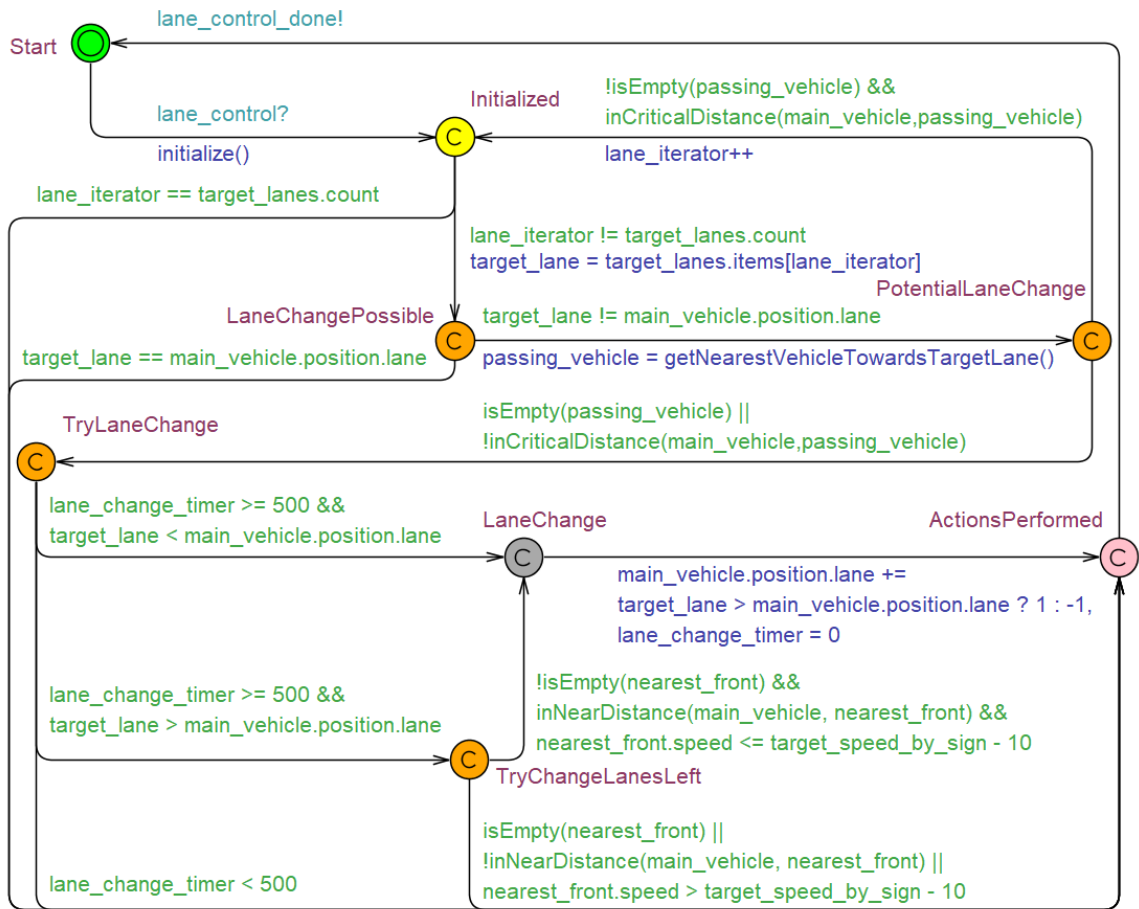 lane_control_done!
Start
Initialized
!isEmpty(passing_vehicle) &&
inCriticalDistance(main_vehicle,passing_vehicle)
lane_control?
C
initialize()
lane_iterator++
lane_iterator == target_lanes.count
lane_iterator != target_lanes.count
target_lane = target_lanes.items[lane_iterator]
PotentialLaneChange
LaneChangePossible
target_lane != main_vehicle.position.lane
C
C
target_lane == main_vehicle.position.lane
passing_vehicle = getNearestVehicleTowardsTargetLane()
isEmpty(passing_vehicle) ||
!inCriticalDistance(main_vehicle,passing_vehicle)
TryLaneChange
C
lane_change_timer >= 500 &&
target_lane < main_vehicle.position.lane
LaneChange
ActionsPerformed
C
C
main_vehicle.position.lane +=
target_lane > main_vehicle.position.lane ? 1 : -1,
lane_change_timer = 0
lane_change_timer >= 500 &&
target_lane > main_vehicle.position.lane
!isEmpty(nearest_front) &&
inNearDistance(main_vehicle, nearest_front) &&
nearest_front.speed <= target_speed_by_sign - 10
C
TryChangeLanesLeft
isEmpty(nearest_front) ||
!inNearDistance(main_vehicle, nearest_front) ||
nearest_front.speed > target_speed_by_sign - 10
lane_change_timer < 500